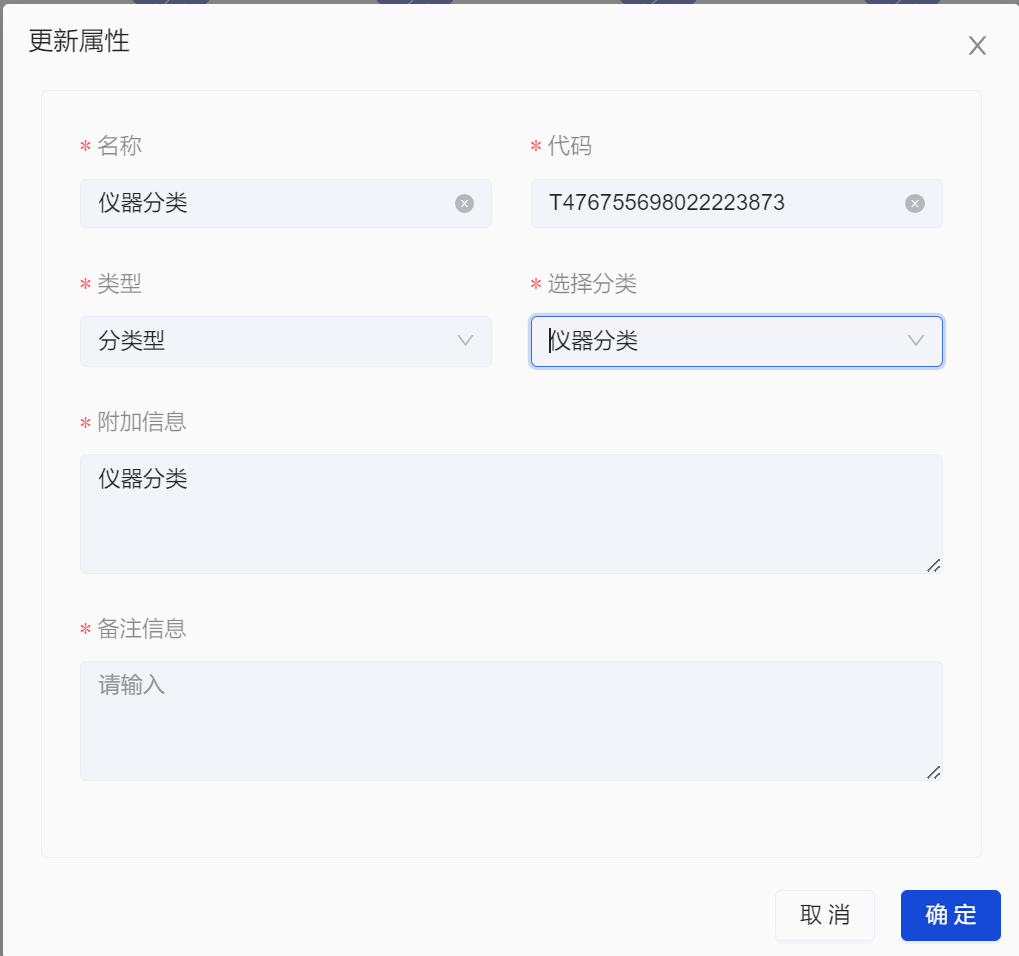 更新属性
* 名称
* 代码
仪器分类
T476755698022223873
* 类型
* 选择分类
分类型
仪器分类
* 附加信息
仪器分类
* 备注信息
请输入
取 消
确 定